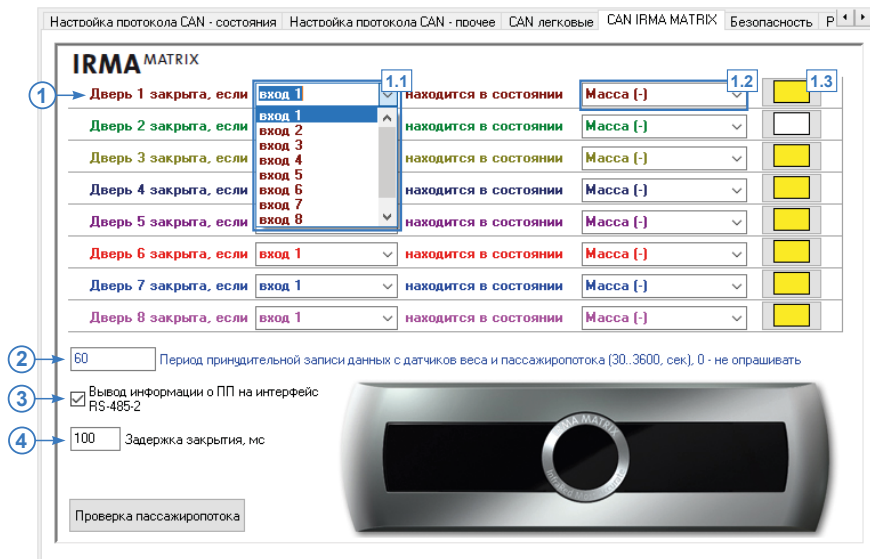 Настройка протокола CAN - состояния Настройка протокола CAN - прочее CAN легковые CAN IRMA MATRIX Безопасность Р
IRMA MATRIX
1 Дверь 1 закрыта, если вход 1 1.1 находится в состоянии Масса (-) 1.2 1.3
Дверь 2 закрыта, если вход 1 находится в состоянии Масса (-)
вход 2
Дверь 3 закрыта, если вход 3 находится в состоянии Масса (-)
вход 4
Дверь 4 закрыта, если вход 5 находится в состоянии Масса (-)
вход 6
вход 7
Дверь 5 закрыта, если вход 8 находится в состоянии Масса (-)
Дверь 6 закрыта, если вход 1 находится в состоянии Масса (-)
Дверь 7 закрыта, если вход 1 находится в состоянии Масса (-)
Дверь 8 закрыта, если вход 1 находится в состоянии Масса (-)
2 60 Период принудительной записи данных с датчиков веса и пассажиропотока (30..3600, сек), 0 - не опрашивать
3 Вывод информации о ПП на интерфейс
RS-485-2
4 100 Задержка закрытия, мс
IRMA MATRIX
Проверка пассажиропотока